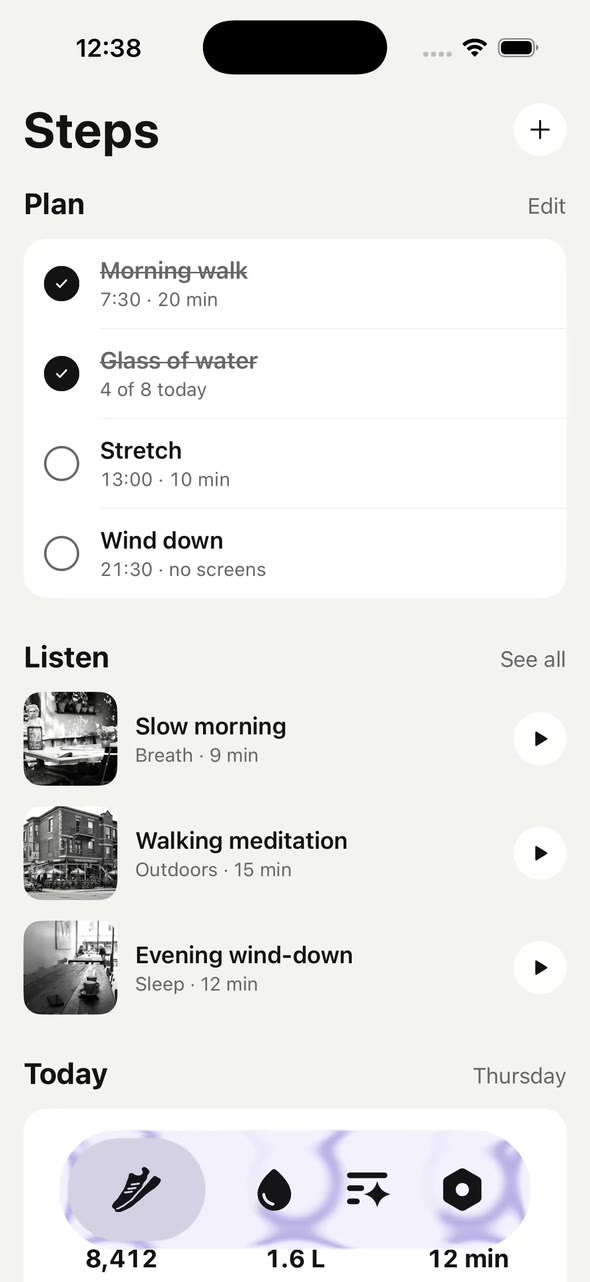 12:38
Steps
Plan
Edit
Morning walk
7:30 · 20 min
Glass of water
4 of 8 today
Stretch
13:00 · 10 min
Wind down
21:30 · no screens
Listen
See all
Slow morning
Breath · 9 min
Walking meditation
Outdoors · 15 min
Evening wind-down
Sleep · 12 min
Today
Thursday
8,412
1.6 L
12 min